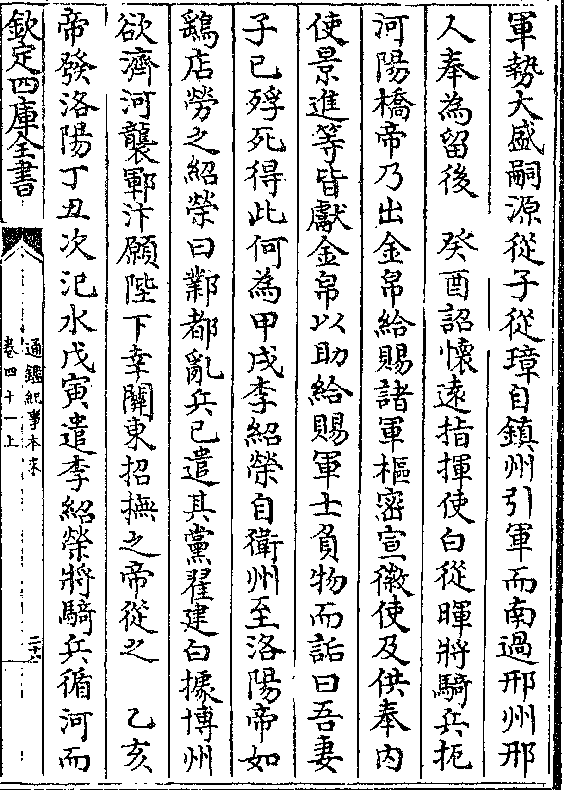 軍勢大盛嗣源從子從璋自鎮州引軍而南過邢州邢
人奉為留後　癸酉詔懷遠指揮使白從暉將騎兵扼
河陽橋帝乃出金帛給賜諸軍樞密宣徽使及供奉内
使景進等皆獻金帛以助給賜軍士負物而詬曰吾妻
子已殍死得此何為甲戌李紹榮自衛州至洛陽帝如
鷂店勞之紹榮曰鄴都亂兵已遣其黨翟建白據博州
欲濟河襲鄆汴願陛下幸關東招撫之帝從之　乙亥
帝發洛陽丁丑次汜水戊寅遣李紹榮將騎兵循河而
欽定四庫全書
通鑑紀事本末
卷四十一上